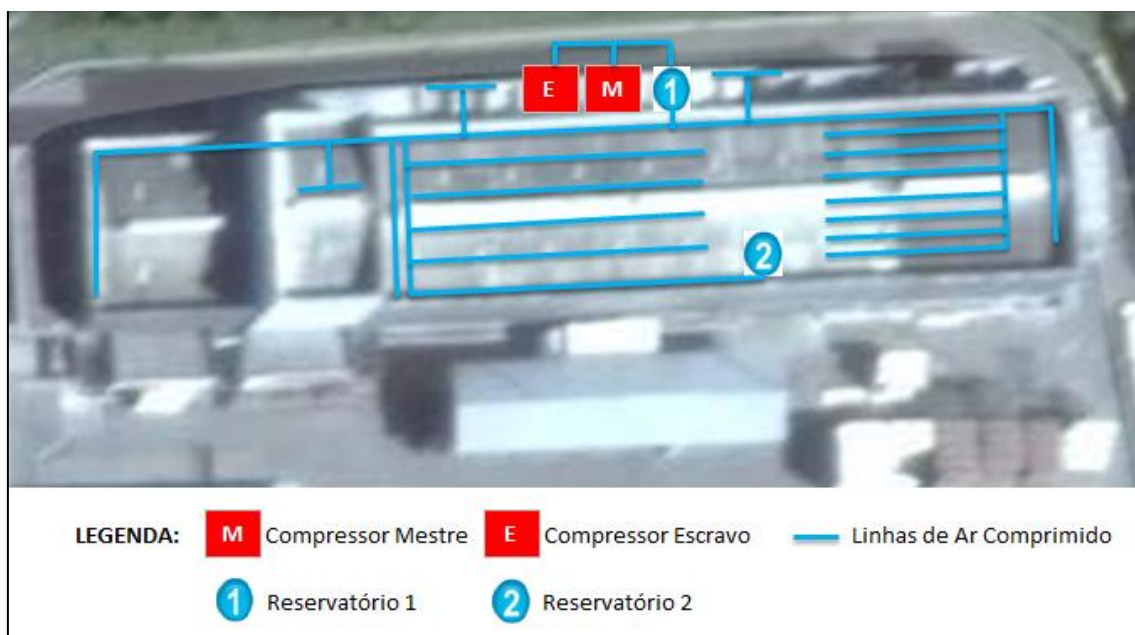 E M 1
2
LEGENDA: M Compressor Mestre E Compressor Escravo Linhas de Ar Comprimido
1 Reservatório 1 2 Reservatório 2